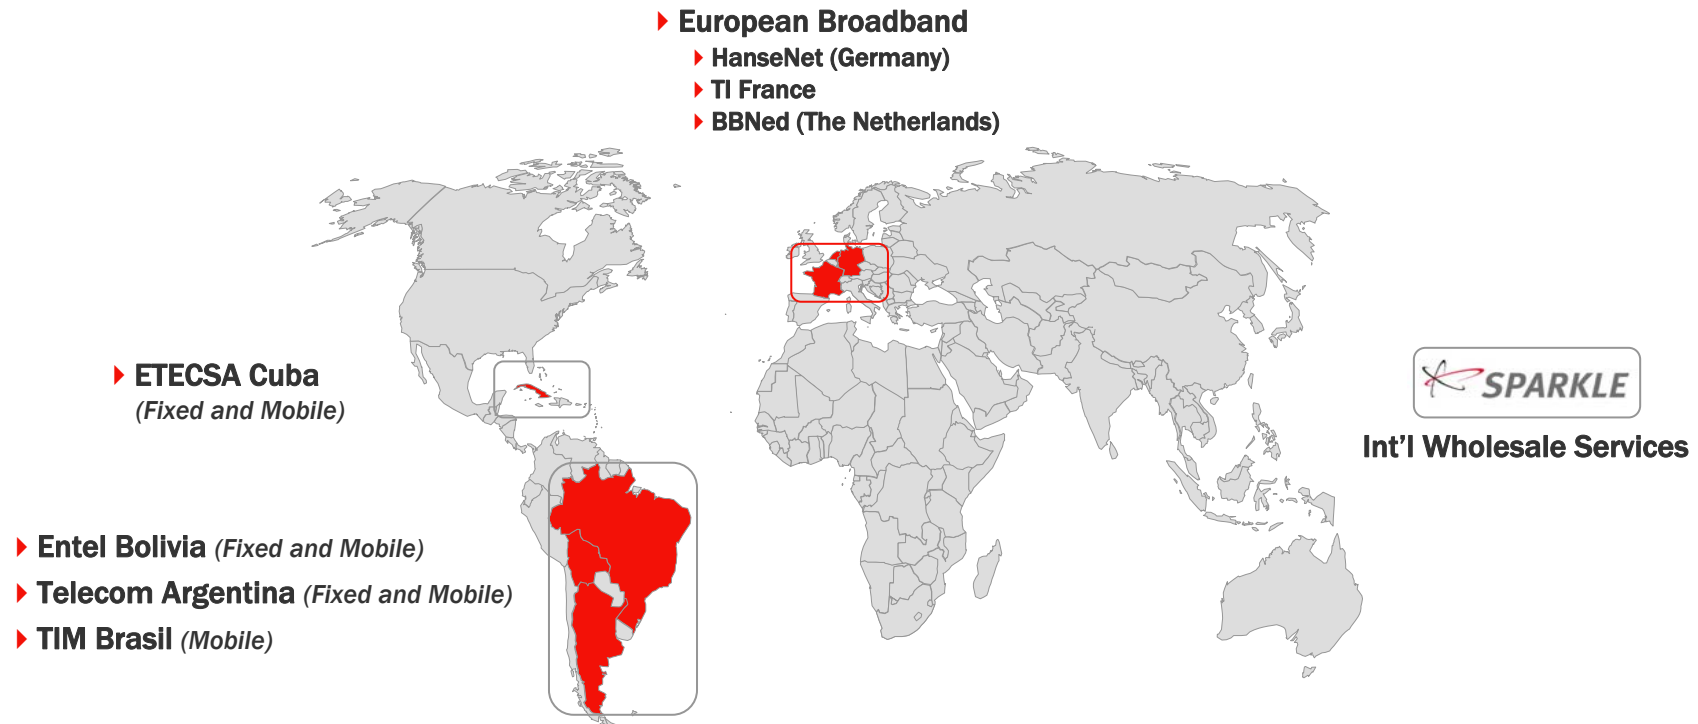 European Broadband
HanseNet (Germany)
TI France
BBNed (The Netherlands)
ETECSA Cuba
(Fixed and Mobile)
SPARKLE
Int'l Wholesale Services
Entel Bolivia (Fixed and Mobile)
Telecom Argentina (Fixed and Mobile)
TIM Brasil (Mobile)